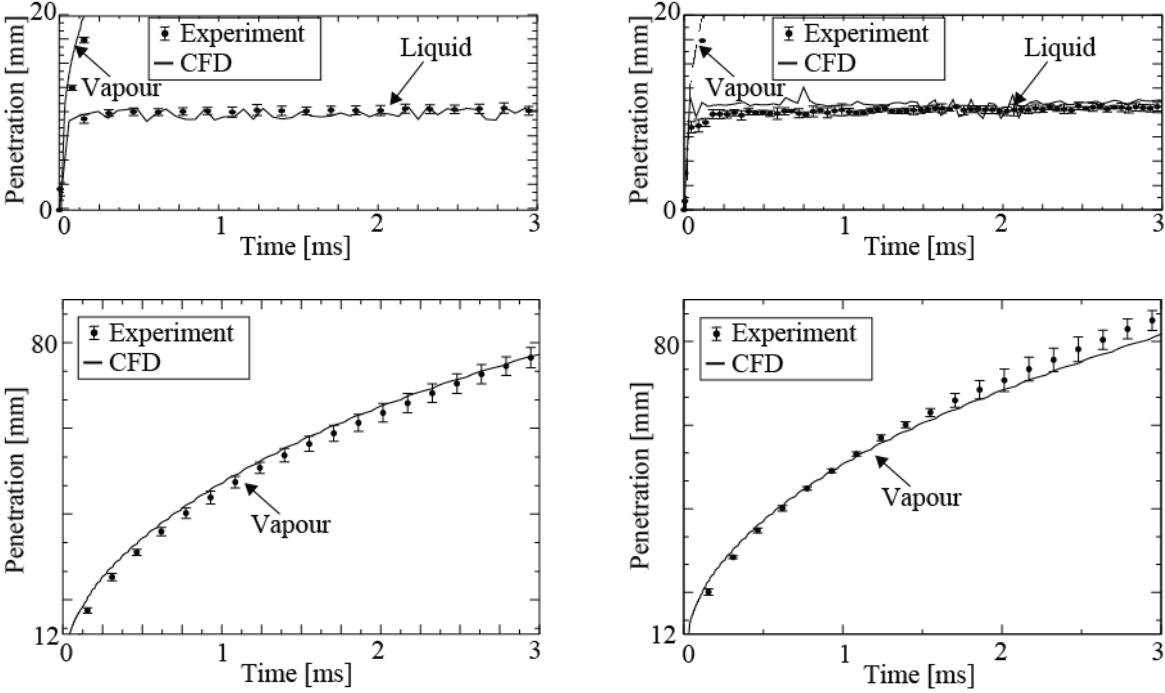 20
Penetration [mm]
0
Experiment
CFD
Vapour
Liquid
0 1 2 3
Time [ms]
20
Penetration [mm]
0
Experiment
CFD
Vapour
Liquid
0 1 2 3
Time [ms]
80
Penetration [mm]
12
Experiment
CFD
Vapour
0 1 2 3
Time [ms]
80
Penetration [mm]
12
Experiment
CFD
Vapour
0 1 2 3
Time [ms]